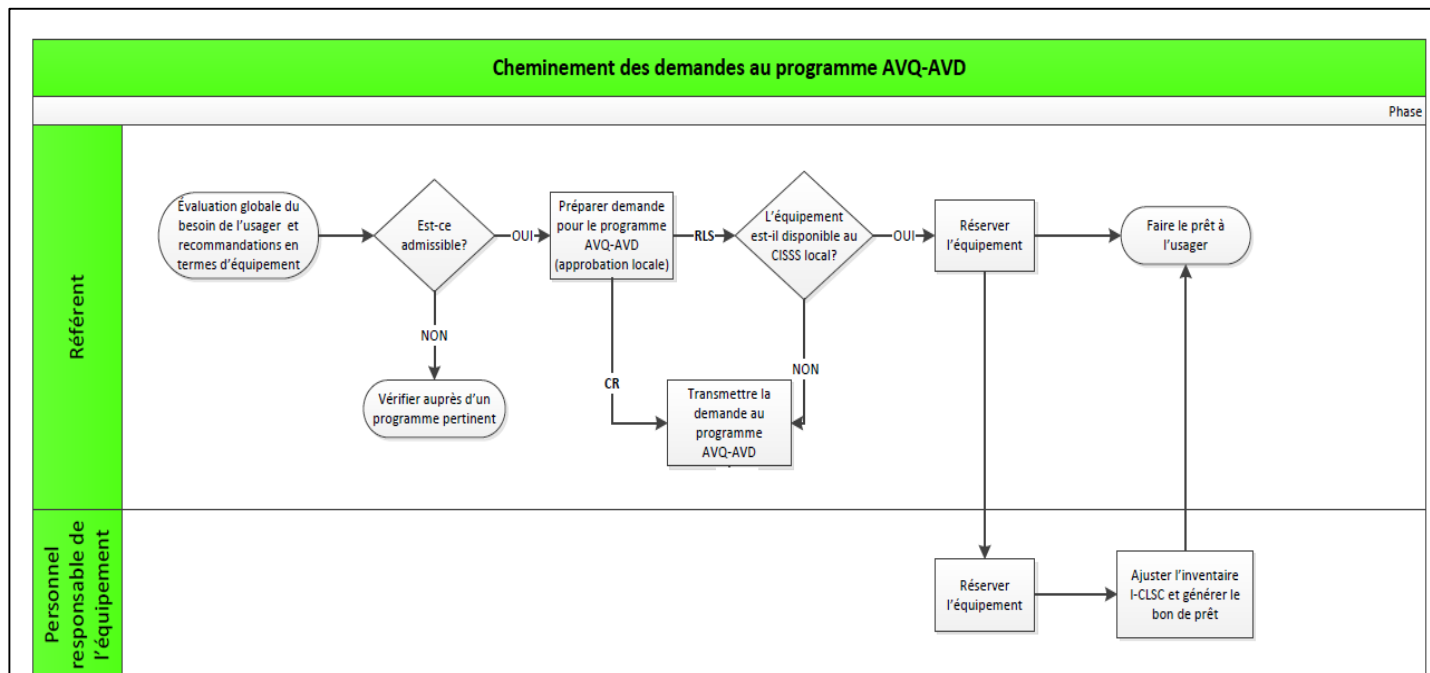 Cheminement des demandes au programme AVQ-AVD
Phase
Référent
Évaluation globale du
besoin de l’usager et
recommandations en
termes d’équipement
Est-ce
admissible?
OUI
NON
Vérifier auprès d’un
programme pertinent
Préparer demande
pour le programme
AVQ-AVD
(approbation locale)
RLS
CR
L’équipement
est-il disponible au
CISSS local?
OUI
NON
Transmettre la
demande au
programme
AVQ-AVD
Réserver
l’équipement
Faire le prêt à
l’usager
Personnel
responsable de
l’équipement
Réserver
l’équipement
Ajuster l’inventaire
I-CLSC et générer le
bon de prêt